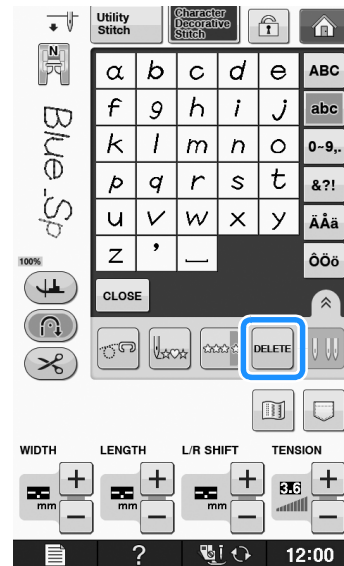 Utility Stitch
Character Decorative Stitch
N
Blue_Sp
100%
a b c d e ABC
f g h i j abc
k l m n o 0~9,.
p q r s t &?!
u v w x y ÄÅä
z ’ _ ÔÖö
CLOSE
DELETE
WIDTH LENGTH L/R SHIFT TENSION
+ + + +
mm mm mm 3.6
− − − −
? 12:00